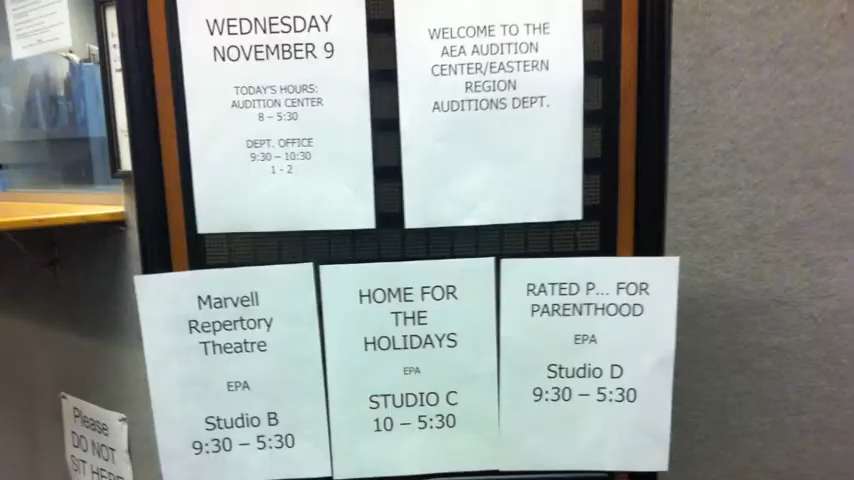 WEDNESDAY
NOVEMBER 9
TODAY'S HOURS:
AUDITION CENTER
8 – 5:30
DEPT. OFFICE
9:30 – 10:30
1 - 2
WELCOME TO THE
AEA AUDITION
CENTER/EASTERN
REGION
AUDITIONS DEPT.
Marvell
Repertory
Theatre
EPA
Studio B
9:30 – 5:30
HOME FOR
THE
HOLIDAYS
EPA
STUDIO C
10 – 5:30
RATED P... FOR
PARENTHOOD
EPA
Studio D
9:30 – 5:30
Please
DO NOT
SIT HERE